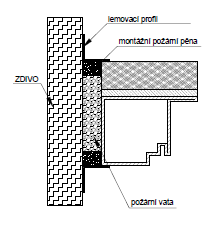 lemovací profil
montážní požární pěna
ZDIVO
požární vata